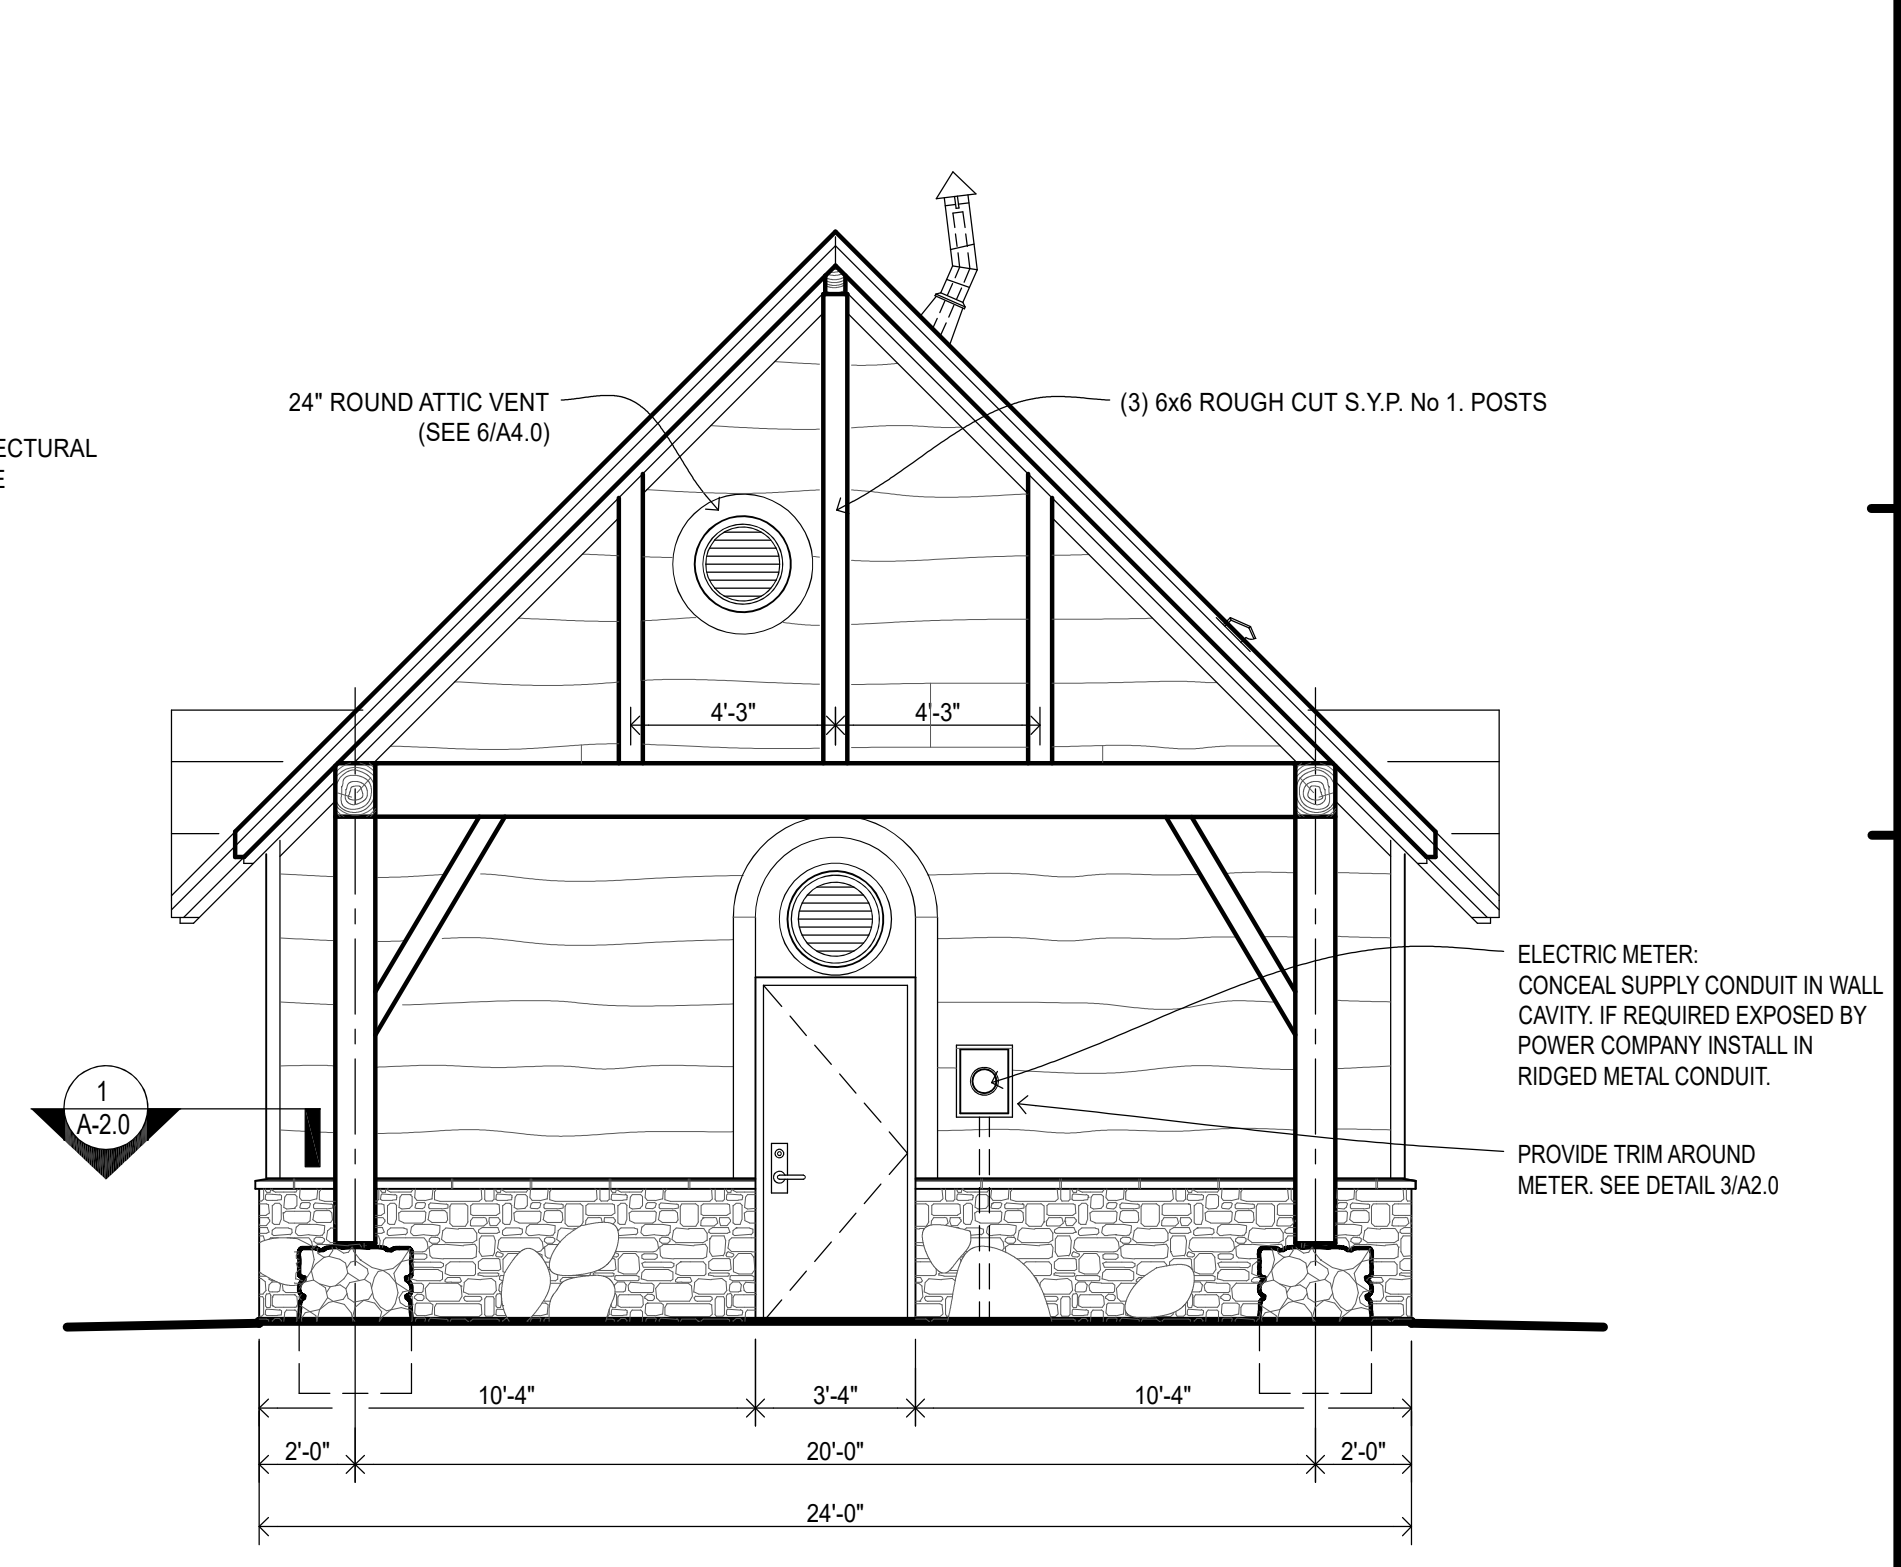 24" ROUND ATTIC VENT
(SEE 6/A4.0)
(3) 6x6 ROUGH CUT S.Y.P. No 1. POSTS
ECTURAL
E
4'-3"
4'-3"
ELECTRIC METER:
CONCEAL SUPPLY CONDUIT IN WALL
CAVITY. IF REQUIRED EXPOSED BY
POWER COMPANY INSTALL IN
RIDGED METAL CONDUIT.
1
A-2.0
PROVIDE TRIM AROUND
METER. SEE DETAIL 3/A2.0
10'-4"
3'-4"
10'-4"
2'-0"
20'-0"
2'-0"
24'-0"